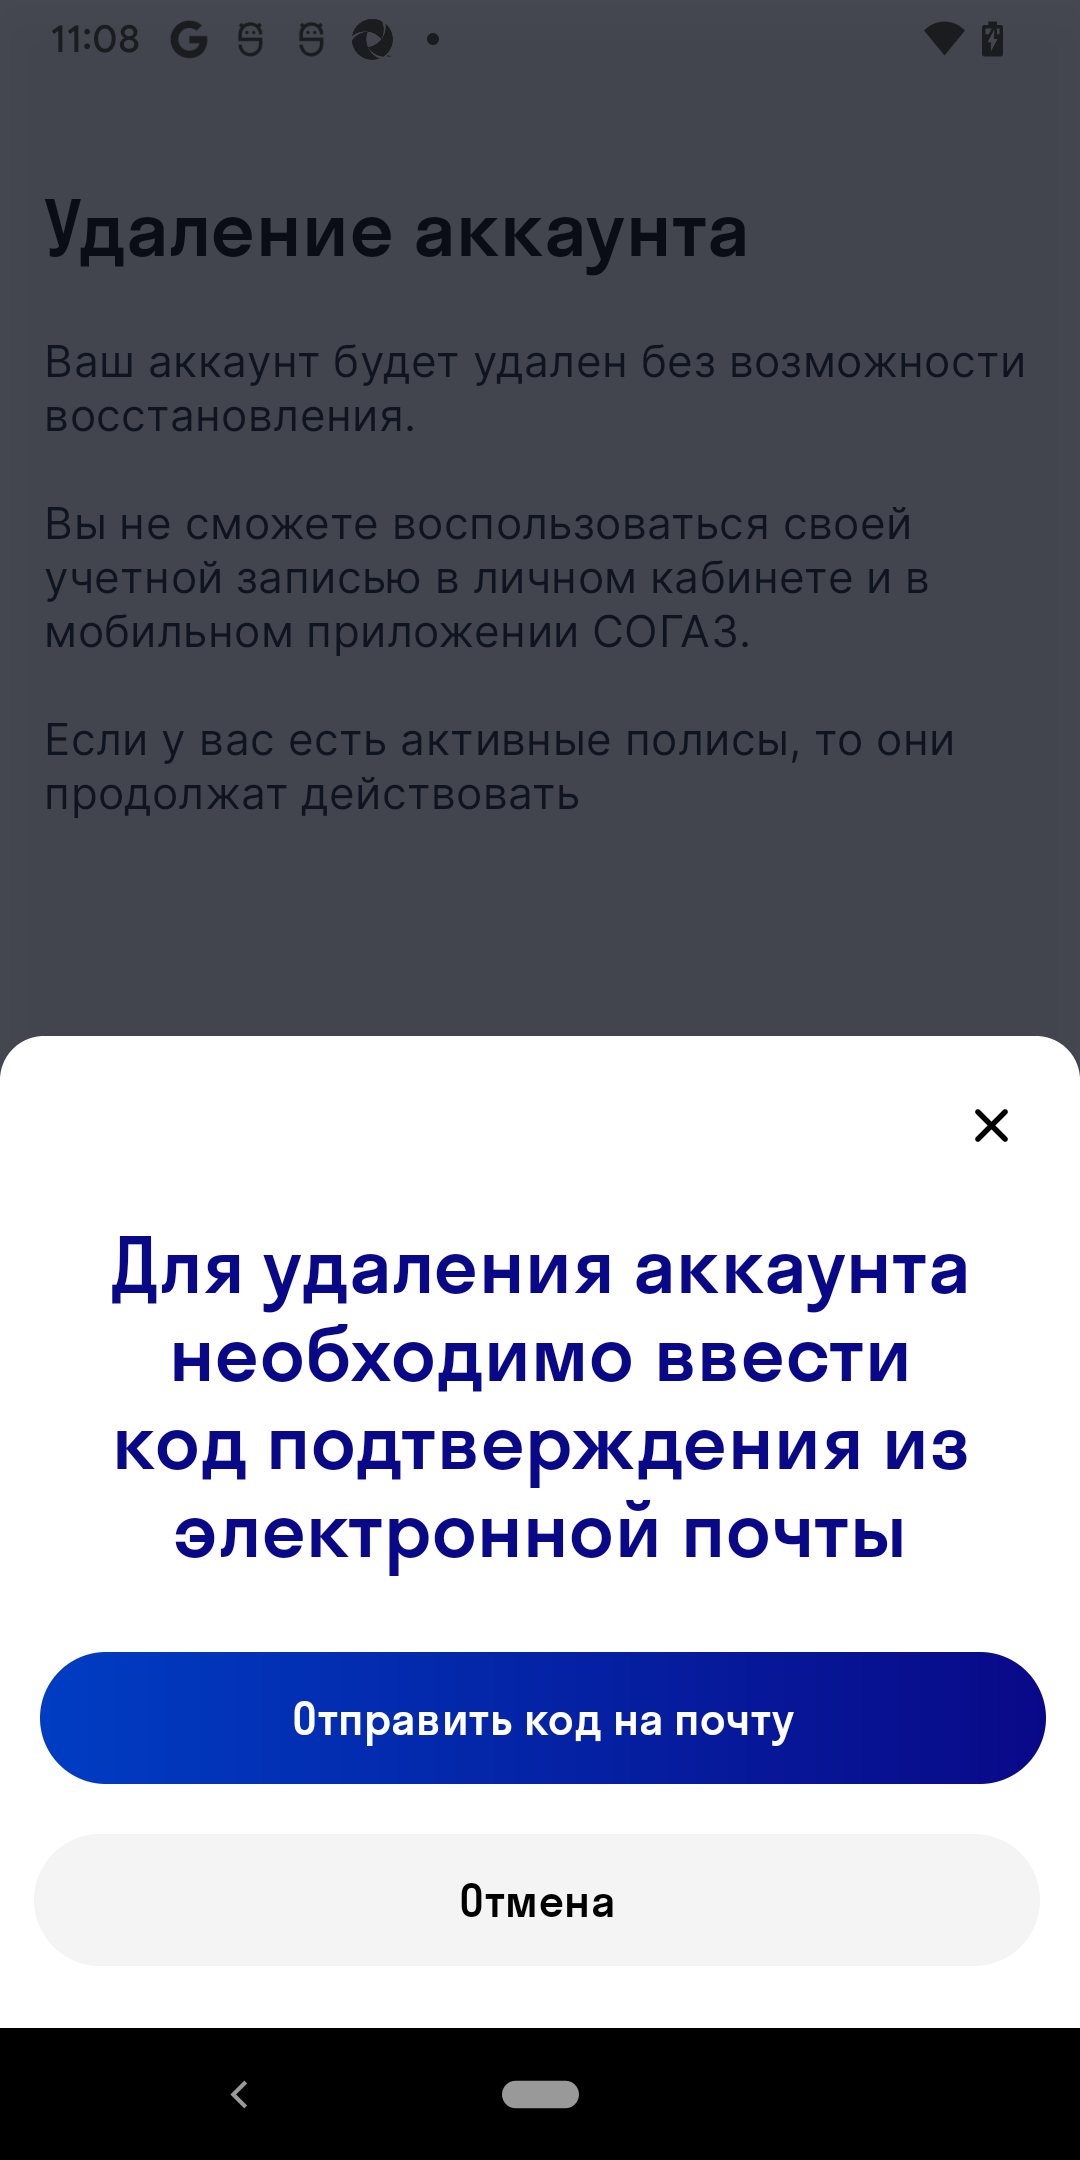 11:08
Удаление аккаунта
Ваш аккаунт будет удален без возможности
восстановления.
Вы не сможете воспользоваться своей
учетной записью в личном кабинете и в
мобильном приложении СОГАЗ.
Если у вас есть активные полисы, то они
продолжат действовать
Для удаления аккаунта
необходимо ввести
код подтверждения из
электронной почты
Отправить код на почту
Отмена